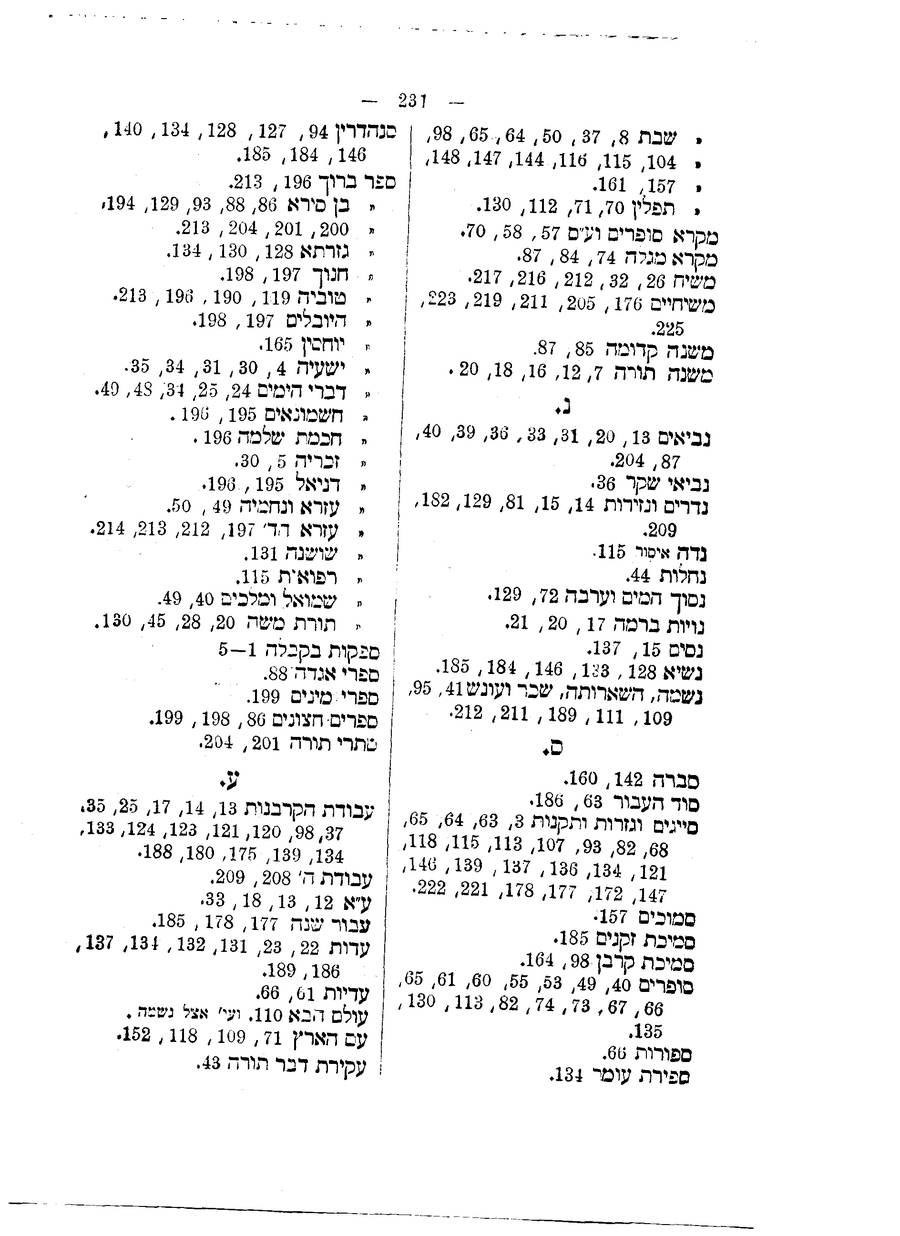 — 231 —
„ שבת 8, 37, 50, 64, 65, 98,
„ 104, 115, 116, 144, 147, 148,
„ 157, 161.
„ תפלין 70, 71, 112, 130.
מקרא סופרים וע״ס 57, 58, 70.
מקרא מגלה 74, 84, 87.
משיח 26, 32, 212, 216, 217.
משיחיים 176, 205, 211, 219, 223,
225.
משנה קדומה 85, 87.
משנה תורה 7, 12, 16, 18, 20.
נ.
נביאים 13, 20, 31, 33, 36, 39, 40,
87, 204.
נביאי שקר 36.
נדרים ונזירות 14, 15, 81, 129, 182,
209.
נדה איסור 115.
נחלות 44.
נסוך המים וערבה 72, 129.
נויות ברמה 17, 20, 21.
נסים 15, 137.
נשיא 128, 133, 146, 184, 185.
נשמה, השארותה, שכר ועונש 41, 95,
109, 111, 189, 211, 212.
ס.
סברה 142, 160.
סוד העבור 63, 186.
סייגים וגזרות ותקנות 3, 63, 64, 65,
68, 82, 93, 107, 113, 115, 118,
121, 134, 136, 137, 139, 146,
147, 172, 177, 178, 221, 222.
סמוכים 157.
סמיכת זקנים 185.
סמיכת קרבן 98, 164.
סופרים 40, 49, 53, 55, 60, 61, 65,
66, 67, 73, 74, 82, 113, 130,
135.
ספורות 66.
ספירת עומר 134.
סנהדרין 94, 127, 128, 134, 140,
146, 184, 185.
ספר ברוך 196, 213.
„ בן סירא 86, 88, 93, 129, 194,
„ 200, 201, 204, 213.
„ גזרתא 128, 130, 134.
„ חנוך 197, 198.
„ טוביה 119, 190, 196, 213.
„ היובלים 197, 198.
„ יוחסין 165.
„ ישעיה 4, 30, 31, 34, 35.
„ דברי הימים 24, 25, 34, 48, 49.
„ חשמונאים 195, 196.
„ חכמת שלמה 196.
„ זכריה 5, 30.
„ דניאל 195, 196.
„ עזרא ונחמיה 49, 50.
„ עזרא הד׳ 197, 212, 213, 214.
„ שושנה 131.
„ רפואות 115.
„ שמואל ומלכים 40, 49.
„ תורת משה 20, 28, 45, 130.
ספקות בקבלה 1—5
ספרי אגדה 88.
ספרי מינים 199.
ספרים חצונים 86, 198, 199.
סתרי תורה 201, 204.
ע.
עבודת הקרבנות 13, 14, 17, 25, 35,
37, 98, 120, 121, 123, 124, 133,
134, 139, 175, 180, 188.
עבודת ה׳ 208, 209.
ע״א 12, 13, 18, 33.
עבור שנה 177, 178, 185.
עדות 22, 23, 131, 132, 134, 137,
186, 189.
עדיות 61, 66.
עולם הבא 110. ועי׳ אצל נשמה.
עם הארץ 71, 109, 118, 152.
עקירת דבר תורה 43.